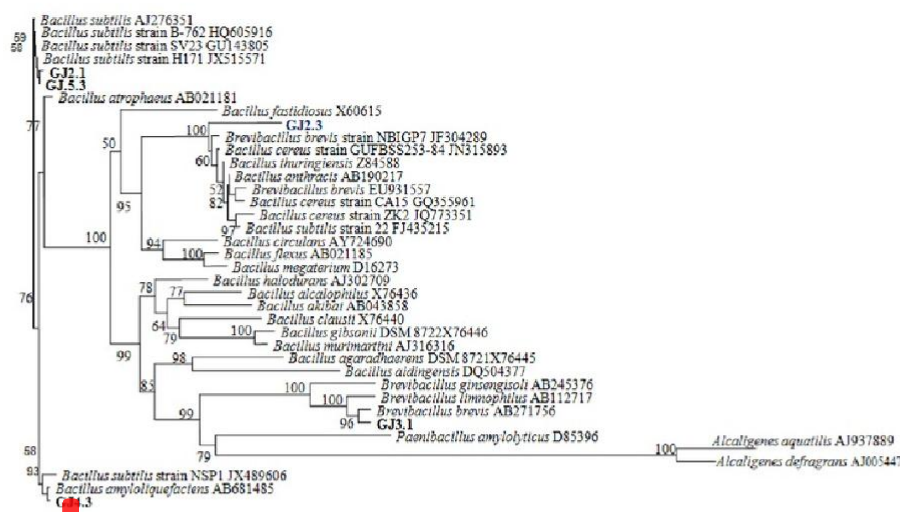 Bacillus subtilis AJ276351
Bacillus subtilis strain B-762 HQ605916
59
Bacillus subtilis strain SV23 GU143805
58
Bacillus subtilis strain H171 JX515571
GJ2.1
GJ.5.3
Bacillus atrophaeus AB021181
Bacillus fastidiosus X60615
77
GJ2.3
100
Brevibacillus brevis strain NBIGP7 JF304289
50
Bacillus cereus strain GUFBSS253-84 JN315893
60
Bacillus thuringiensis Z84588
Bacillus anthracis AB190217
52
Brevibacillus brevis EU931557
82
Bacillus cereus strain CA15 GQ355961
95
Bacillus cereus strain ZK2 JQ773351
97
Bacillus subtilis strain 22 FJ435215
100
94
Bacillus circulans AY724690
100
Bacillus flexus AB021185
Bacillus megaterium D16273
Bacillus halodurans AJ302709
78
77
Bacillus alcalophilus X76436
76
Bacillus akibai AB043858
Bacillus clausii X76440
64
100
Bacillus gibsonii DSM 8722X76446
79
Bacillus murimartini AJ316316
99
98
Bacillus agaradhaerens DSM 8721X76445
Bacillus aidingensis DQ504377
85
100
Brevibacillus ginsengisoli AB245376
100
Brevibacillus limnophilus AB112717
99
Brevibacillus brevis AB271756
96
GJ3.1
Paenibacillus amylolyticus D85396
Alcaligenes aquatilis AJ937889
58
79
100
Alcaligenes defragrans AJ005447
93
Bacillus subtilis strain NSP1 JX489606
Bacillus amyloliquefaciens AB681485